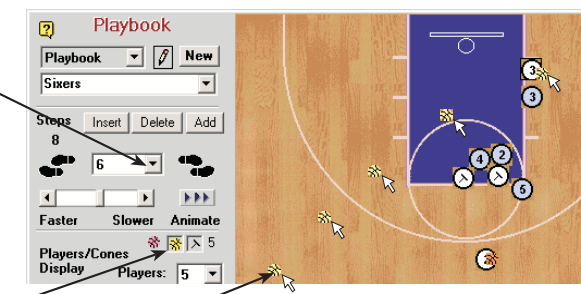 Playbook
Playbook New
Sixers
Steps Insert Delete Add
8
6
Faster Slower Animate
5
Players/Cones
Display Players: 5
3
3
4 2
5